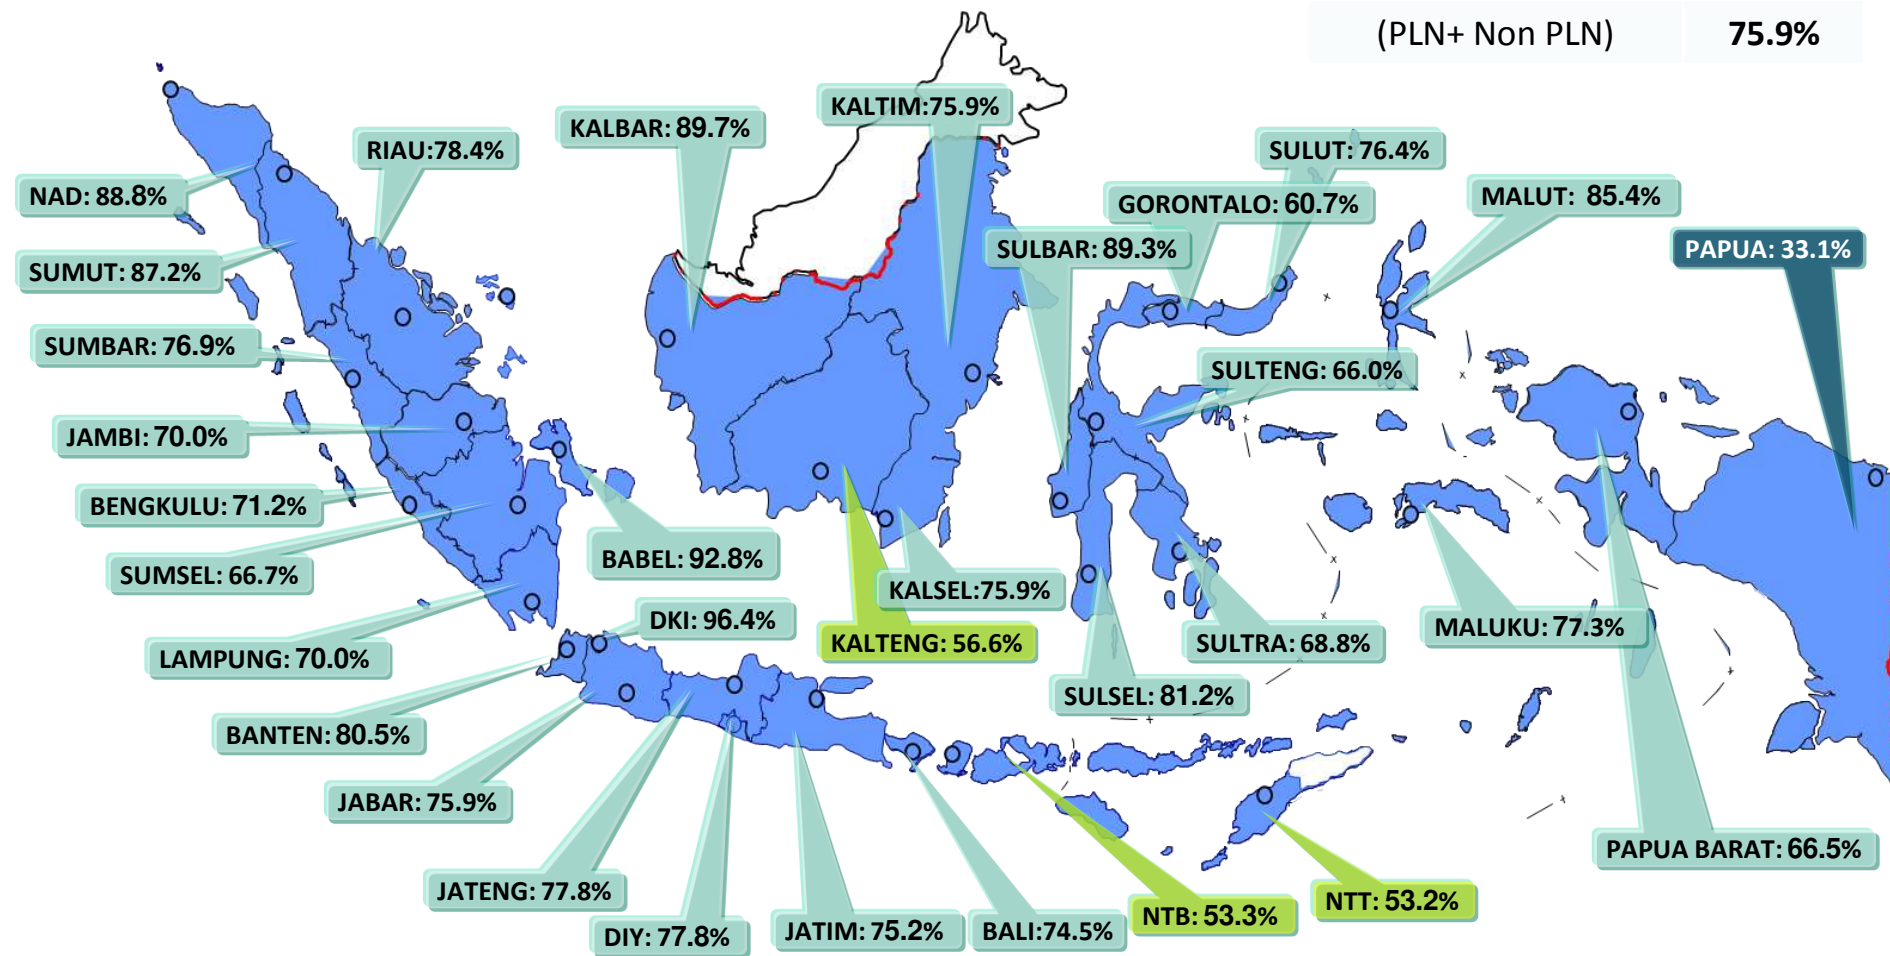 (PLN+ Non PLN) 75.9%
KALTIM:75.9%
KALBAR: 89.7%
RIAU:78.4%
SULUT: 76.4%
NAD: 88.8%
MALUT: 85.4%
GORONTALO: 60.7%
SULBAR: 89.3%
PAPUA: 33.1%
SUMUT: 87.2%
SUMBAR: 76.9%
SULTENG: 66.0%
JAMBI: 70.0%
BENGKULU: 71.2%
BABEL: 92.8%
SUMSEL: 66.7%
KALSEL:75.9%
DKI: 96.4%
MALUKU: 77.3%
KALTENG: 56.6%
SULTRA: 68.8%
LAMPUNG: 70.0%
SULSEL: 81.2%
BANTEN: 80.5%
JABAR: 75.9%
PAPUA BARAT: 66.5%
JATENG: 77.8%
NTT: 53.2%
NTB: 53.3%
DIY: 77.8%
JATIM: 75.2%
BALI:74.5%